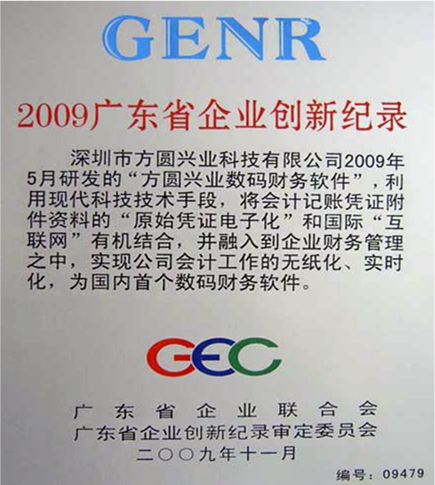 GENR
2009广东省企业创新纪录
深圳市方圆兴业科技有限公司2009年
5月研发的“方圆兴业数码财务软件”,利
用现代科技技术手段，将会计记账凭证附
件资料的“原始凭证电子化”和国际“互
联网”有机结合，并融入到企业财务管理
之中，实现公司会计工作的无纸化、实时
化，为国内首个数码财务软件。
GEC
广东省企业联合会
广东省企业创新纪录审定委员会
二〇〇九年十一月
编号：09479